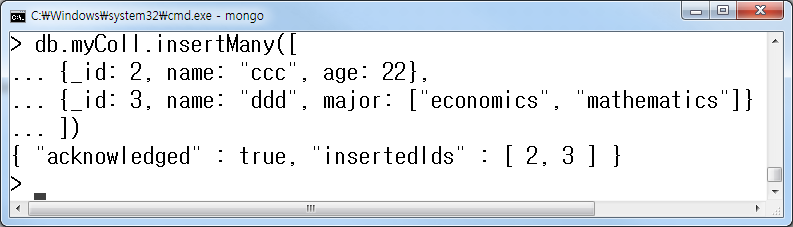 C:₩Windows₩system32₩cmd.exe - mongo
> db.myColl.insertMany([
... {_id: 2, name: "ccc", age: 22},
... {_id: 3, name: "ddd", major: ["economics", "mathematics"]}
... ])
{ "acknowledged" : true, "insertedIds" : [ 2, 3 ] }
>